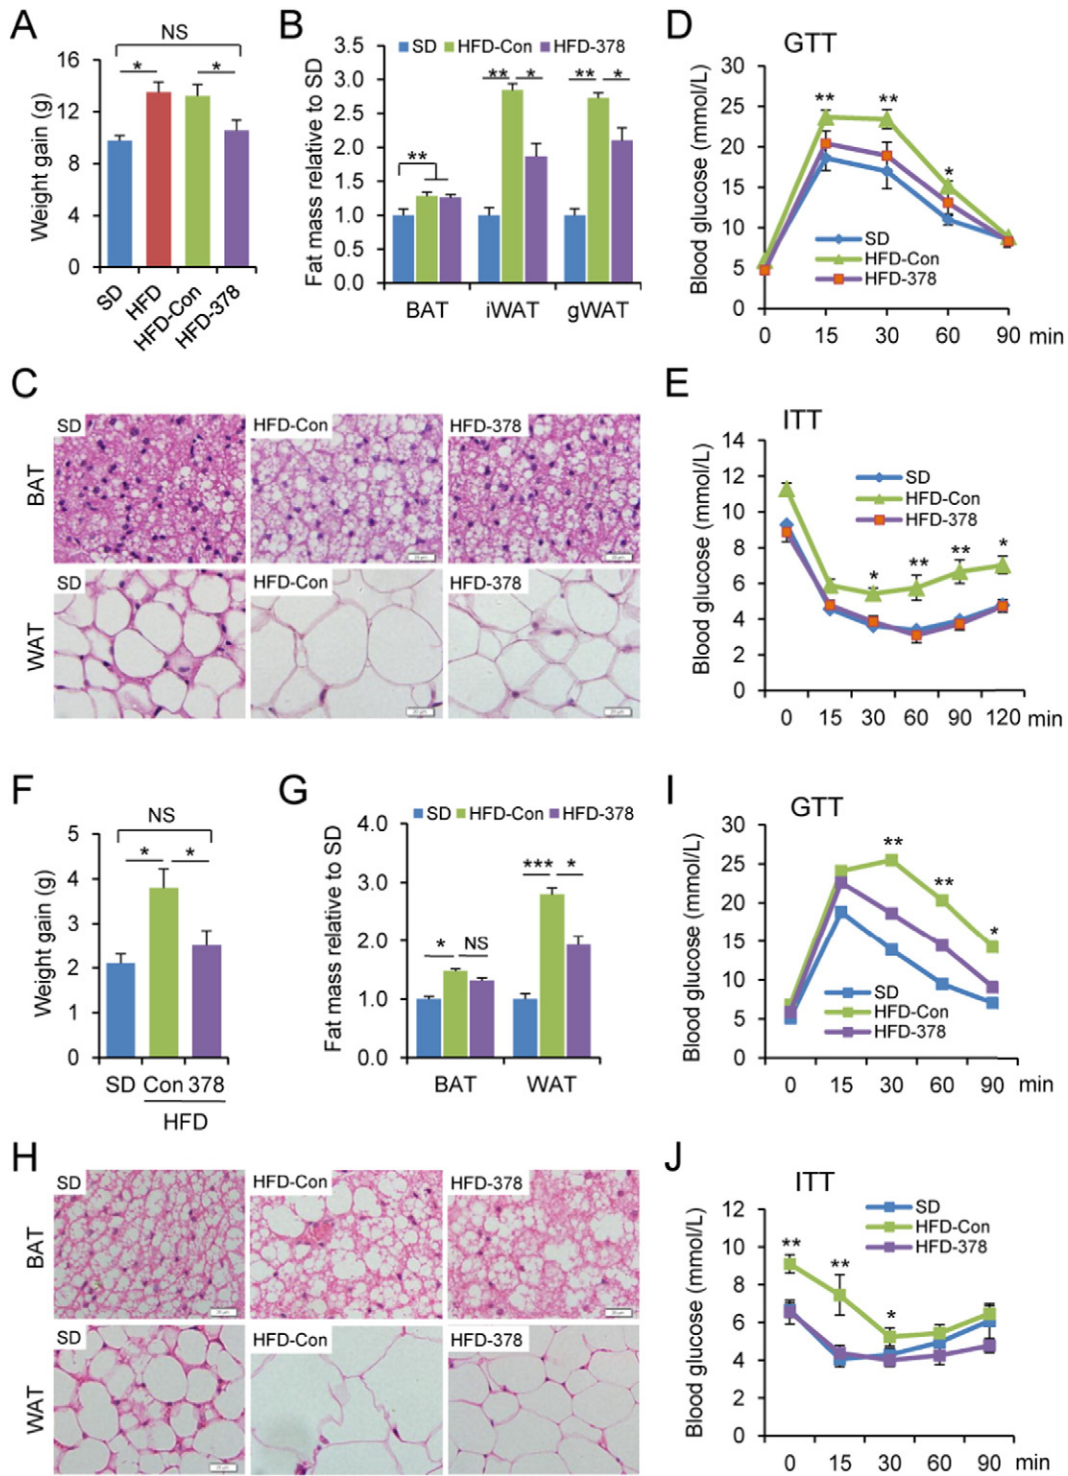 A
NS
*
*
Weight gain (g)
16
12
8
4
0
SD
HFD
HFD-Con
HFD-378
B
SD HFD-Con HFD-378
Fat mass relative to SD
3.5
3.0
2.5
2.0
1.5
1.0
0.5
0.0
**
** *
** *
BAT iWAT gWAT
D
GTT
Blood glucose (mmol/L)
30
25
20
15
10
5
0
**
**
*
SD
HFD-Con
HFD-378
0 15 30 60 90 min
C
BAT
SD
HFD-Con
HFD-378
WAT
SD
HFD-Con
HFD-378
E
ITT
Blood glucose (mmol/L)
14
12
10
8
6
4
2
0
SD
HFD-Con
HFD-378
*
**
**
*
0 15 30 60 90 120 min
F
NS
*
*
Weight gain (g)
5
4
3
2
1
0
SD Con 378
HFD
G
SD HFD-Con HFD-378
Fat mass relative to SD
4.0
3.0
2.0
1.0
0.0
* NS
*** *
BAT WAT
I
GTT
Blood glucose (mmol/L)
30
25
20
15
10
5
0
**
**
*
SD
HFD-Con
HFD-378
0 15 30 60 90 min
H
BAT
SD
HFD-Con
HFD-378
WAT
SD
HFD-Con
HFD-378
J
ITT
Blood glucose (mmol/L)
12
10
8
6
4
2
0
**
**
*
SD
HFD-Con
HFD-378
0 15 30 60 90 min